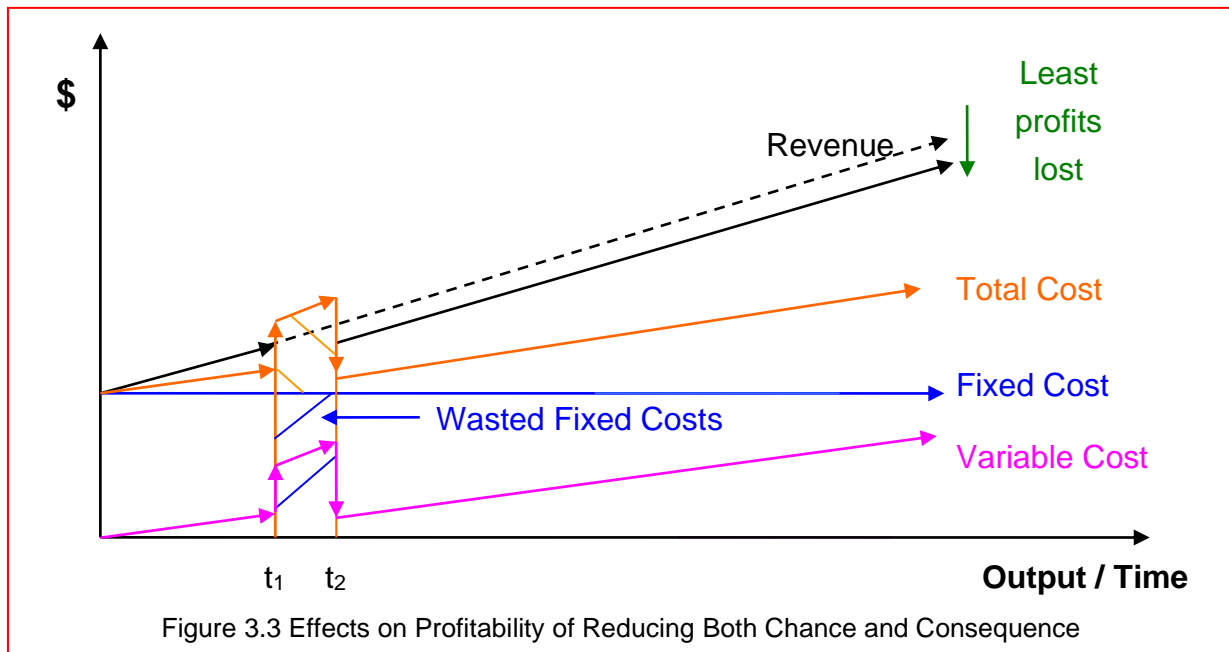 $
Least
profits
lost
Revenue
Total Cost
Fixed Cost
Wasted Fixed Costs
Variable Cost
t₁
t₂
Output / Time
Figure 3.3 Effects on Profitability of Reducing Both Chance and Consequence